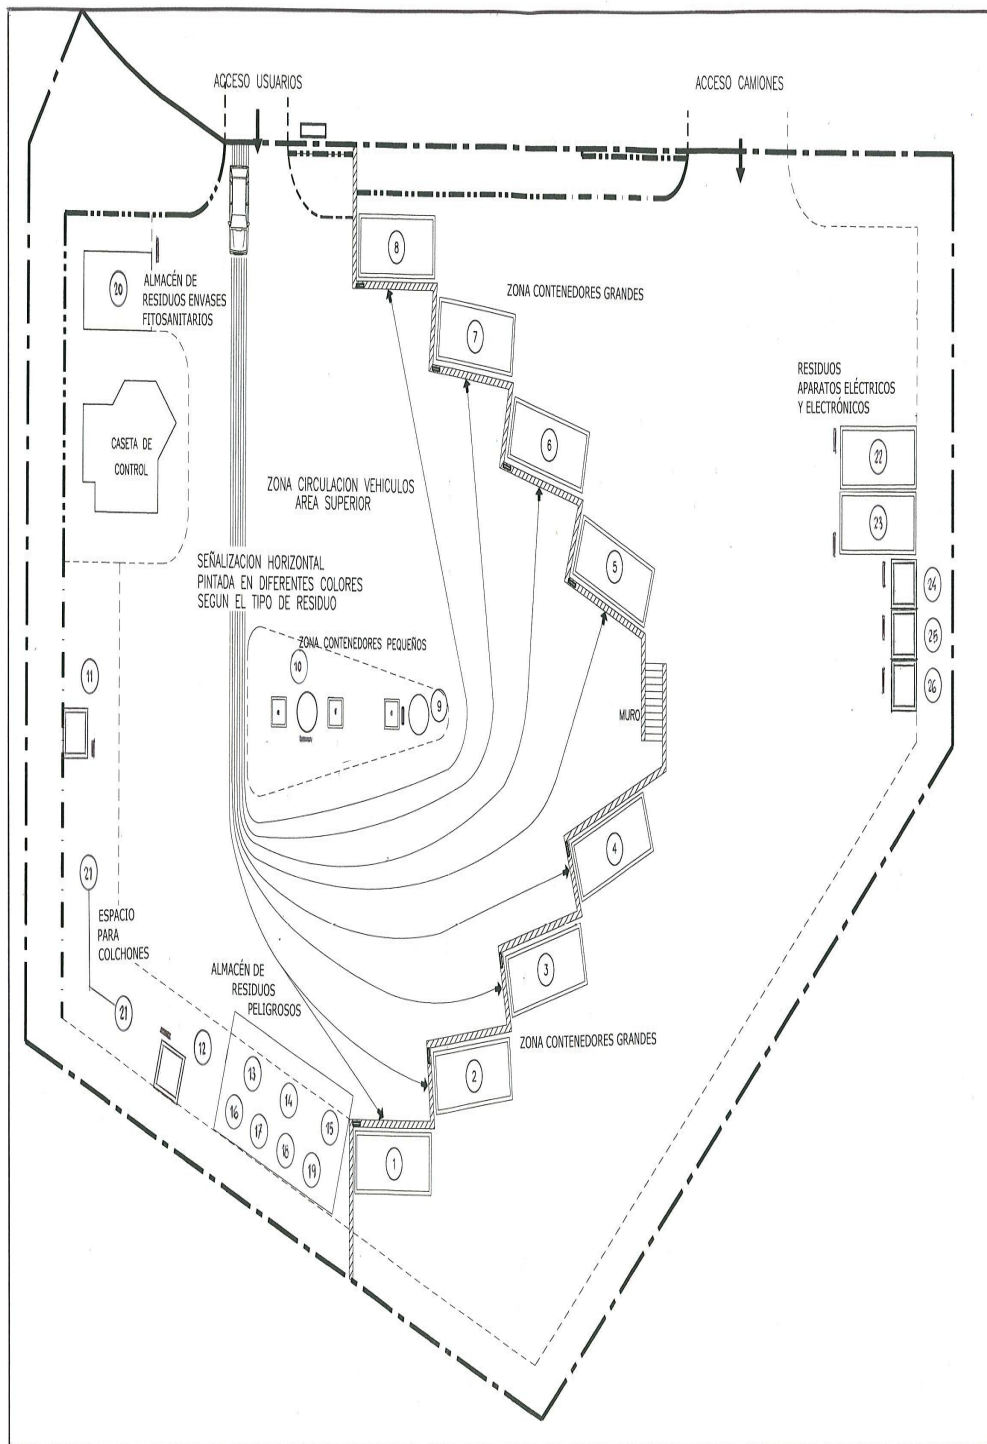 ACCESO USUARIOS
ACCESO CAMIONES
8
ZONA CONTENEDORES GRANDES
20
ALMACÉN DE
RESIDUOS ENVASES
FITOSANITARIOS
7
RESIDUOS
APARATOS ELÉCTRICOS
Y ELECTRÓNICOS
CASETA DE
CONTROL
6
22
ZONA CIRCULACION VEHICULOS
AREA SUPERIOR
23
SEÑALIZACION HORIZONTAL
PINTADA EN DIFERENTES COLORES
SEGUN EL TIPO DE RESIDUO
5
24
25
26
ZONA CONTENEDORES PEQUEÑOS
10
11
9
MURO
4
21
ESPACIO
PARA
COLCHONES
21
ALMACÉN DE
RESIDUOS
PELIGROSOS
3
12
ZONA CONTENEDORES GRANDES
2
13
14
15
16
17
18
19
1